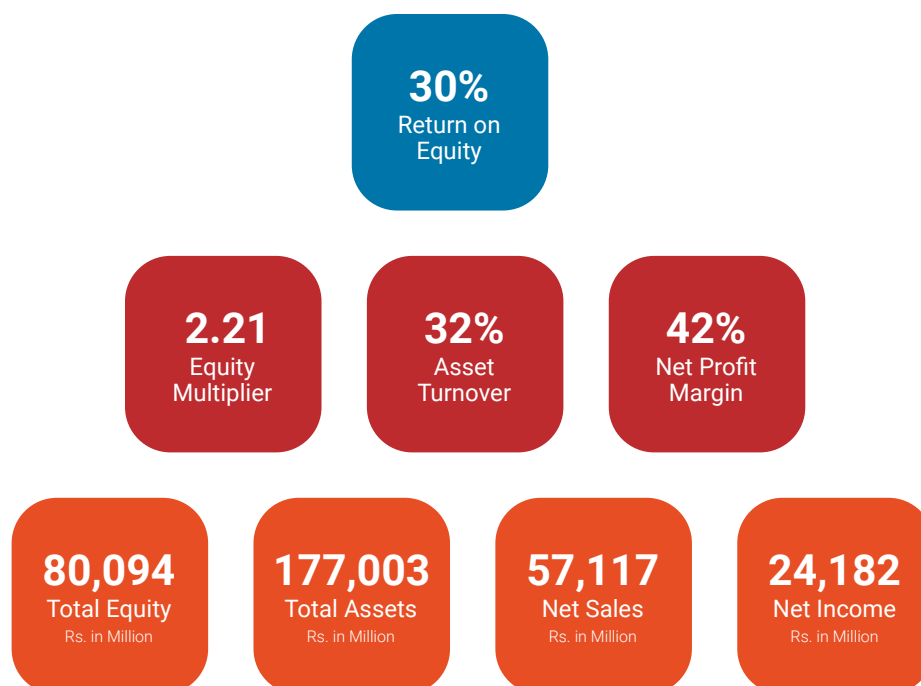 30%
Return on
Equity
2.21
Equity
Multiplier
32%
Asset
Turnover
42%
Net Profit
Margin
80,094
Total Equity
Rs. in Million
177,003
Total Assets
Rs. in Million
57,117
Net Sales
Rs. in Million
24,182
Net Income
Rs. in Million